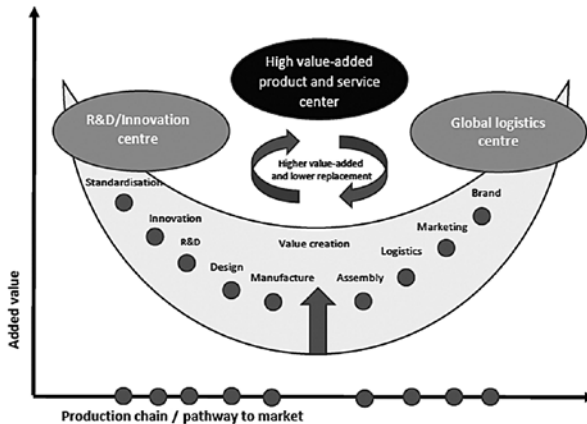 High value-added
product and service
center
R&D/Innovation
centre
Global logistics
centre
Higher value-added
and lower replacement
Standardisation
Brand
Innovation
Marketing
R&D
Value creation
Logistics
Design
Manufacture
Assembly
Added value
Production chain / pathway to market